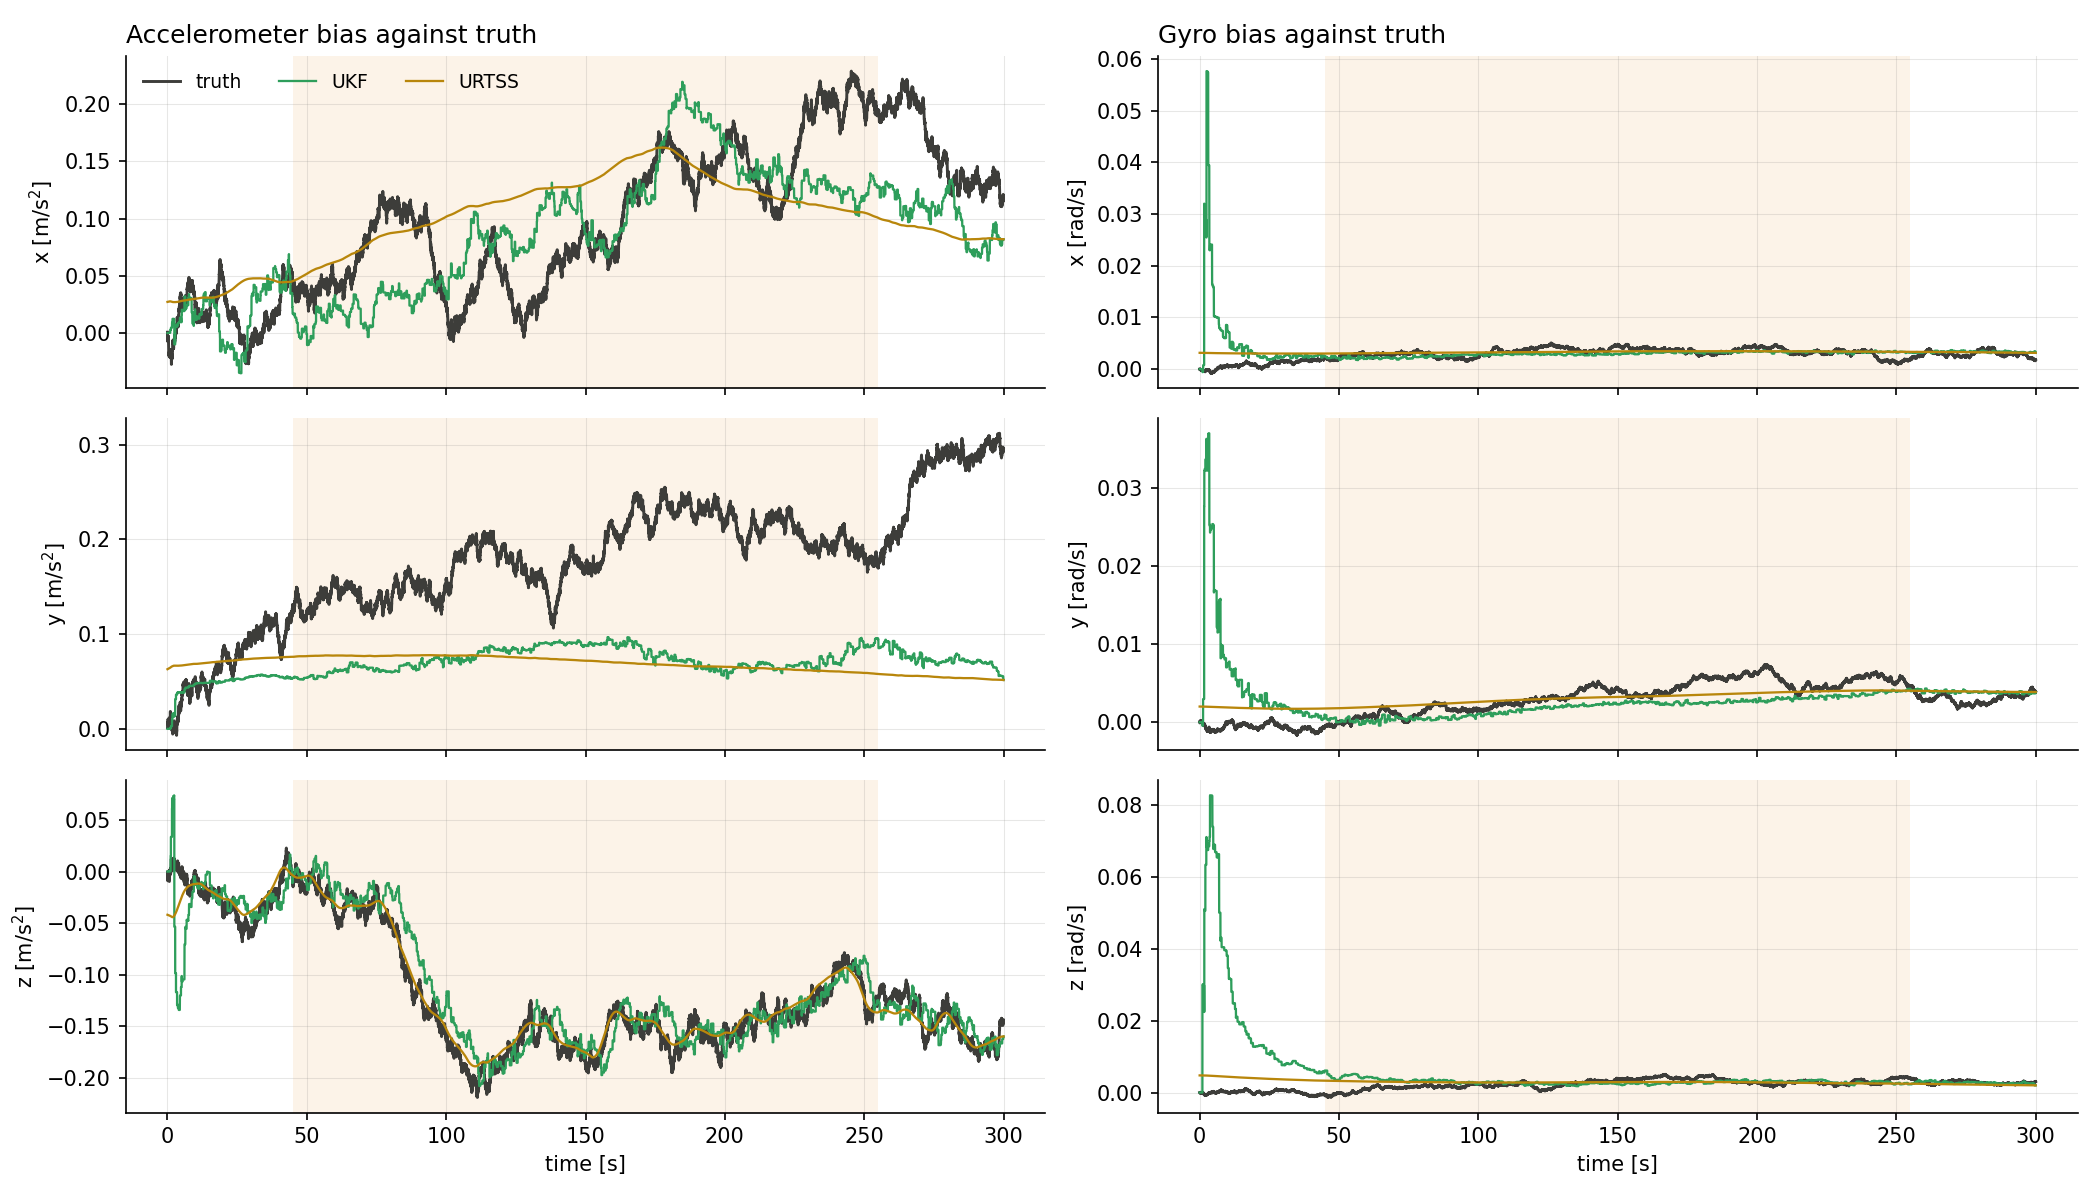 Accelerometer bias against truth
truth UKF URTSS
0.20
0.15
0.10
0.05
0.00
x [m/s²]
Gyro bias against truth
0.06
0.05
0.04
0.03
0.02
0.01
0.00
x [rad/s]
0.3
0.2
0.1
0.0
y [m/s²]
0.03
0.02
0.01
0.00
y [rad/s]
0.05
0.00
−0.05
−0.10
−0.15
−0.20
z [m/s²]
0 50 100 150 200 250 300
time [s]
0.08
0.06
0.04
0.02
0.00
z [rad/s]
0 50 100 150 200 250 300
time [s]